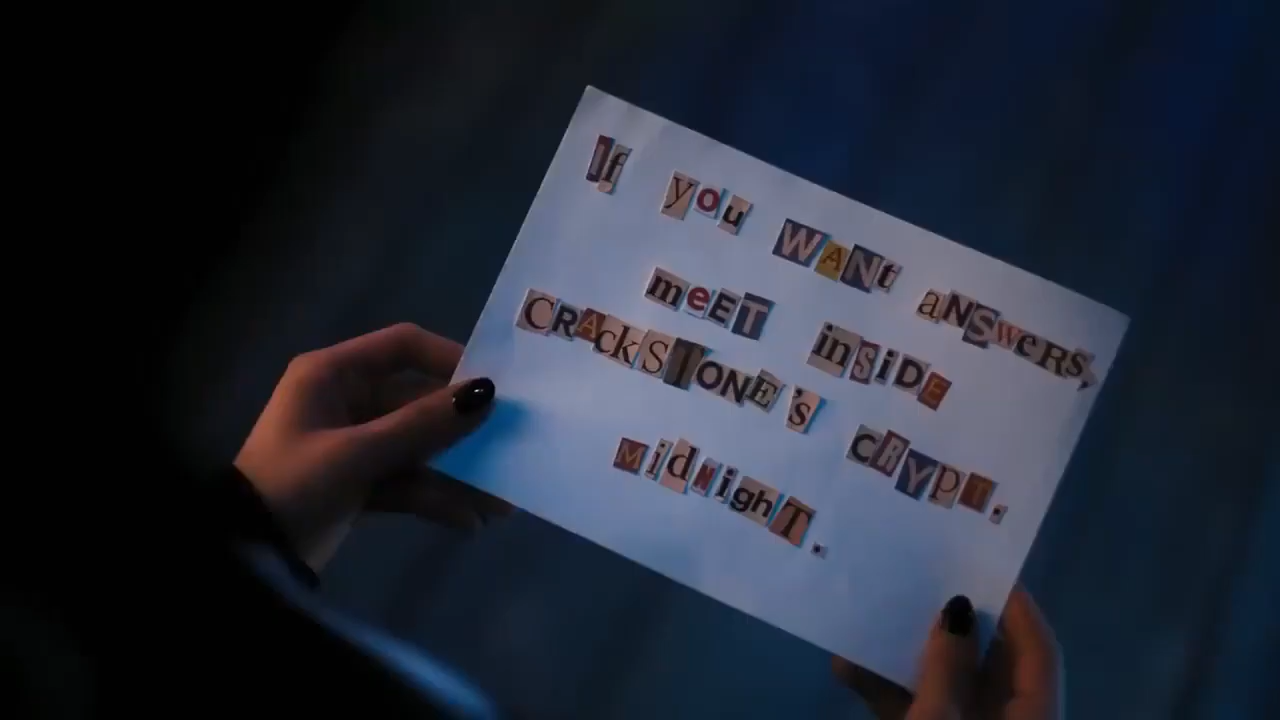 If you WANt aNSweRS,
meET inSiDE
CRAckSTONE'S CRYPT.
MidNighT.